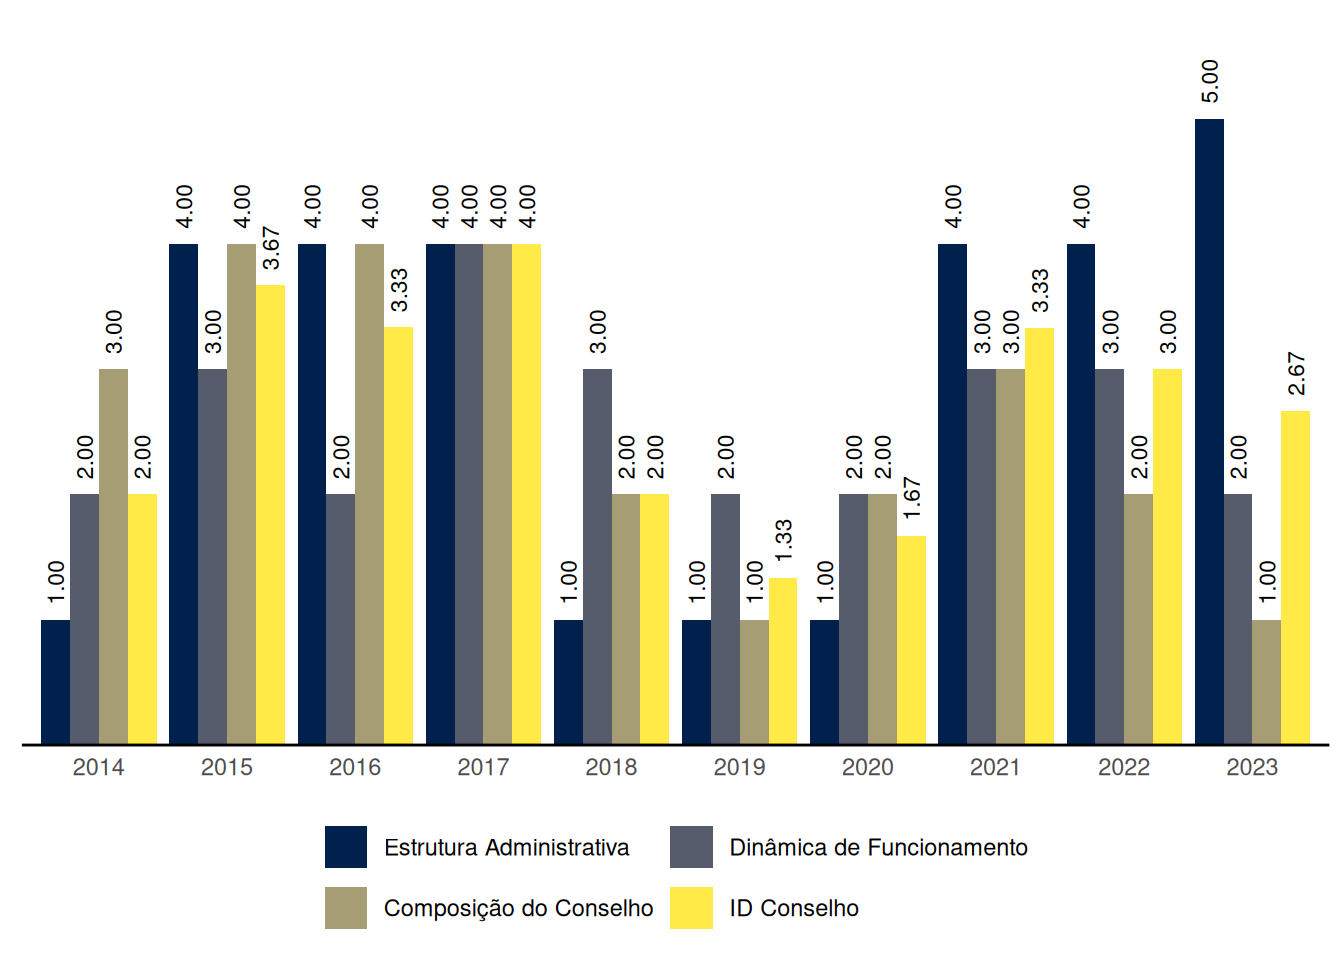 5.00
4.00 4.00 3.67 4.00 4.00 3.33 4.00 4.00 4.00 4.00 4.00 3.33 4.00
3.00 3.00 3.00 3.00 3.00 3.00 3.00 2.67
2.00 2.00 2.00 2.00 2.00 2.00 2.00 2.00 1.67 2.00 2.00
1.00 1.00 1.00 1.00 1.33 1.00 1.00
2014 2015 2016 2017 2018 2019 2020 2021 2022 2023
Estrutura Administrativa Dinâmica de Funcionamento
Composição do Conselho ID Conselho